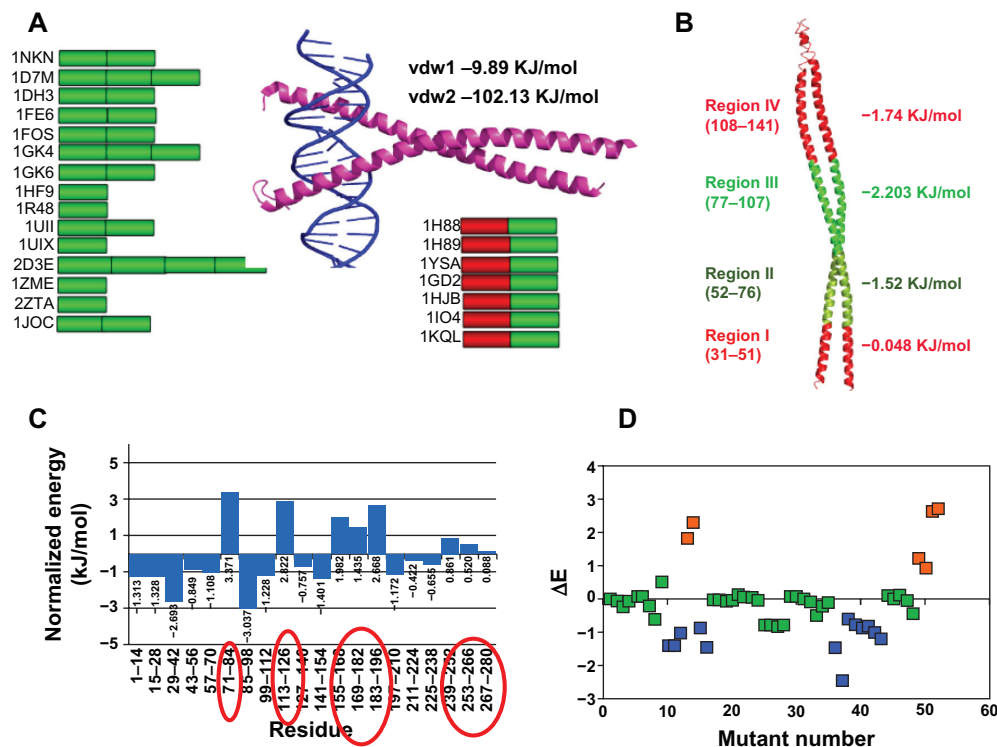 A
1NKN
1D7M
1DH3
1FE6
1FOS
1GK4
1GK6
1HF9
1R48
1UII
1UIX
2D3E
1ZME
2ZTA
1JOC
vdw1 −9.89 KJ/mol
vdw2 −102.13 KJ/mol
1H88
1H89
1YSA
1GD2
1HJB
1IO4
1KQL
B
Region IV
(108–141)
−1.74 KJ/mol
Region III
(77–107)
−2.203 KJ/mol
Region II
(52–76)
−1.52 KJ/mol
Region I
(31–51)
−0.048 KJ/mol
C
Normalized energy
(kJ/mol)
5
3
1
−1
−3
−5
−1.313
−1.328
−2.693
−0.849
−1.108
3.371
−3.037
−1.228
2.822
−0.757
−1.401
1.982
1.435
2.668
−1.172
−0.422
−0.655
0.861
0.520
0.088
1–14
15–28
29–42
43–56
57–70
71–84
85–98
99–112
113–126
141–154
169–182
183–196
211–224
225–238
253–266
267–280
Residue
D
ΔE
4
3
2
1
0
−1
−2
−3
0
10
20
30
40
50
60
Mutant number